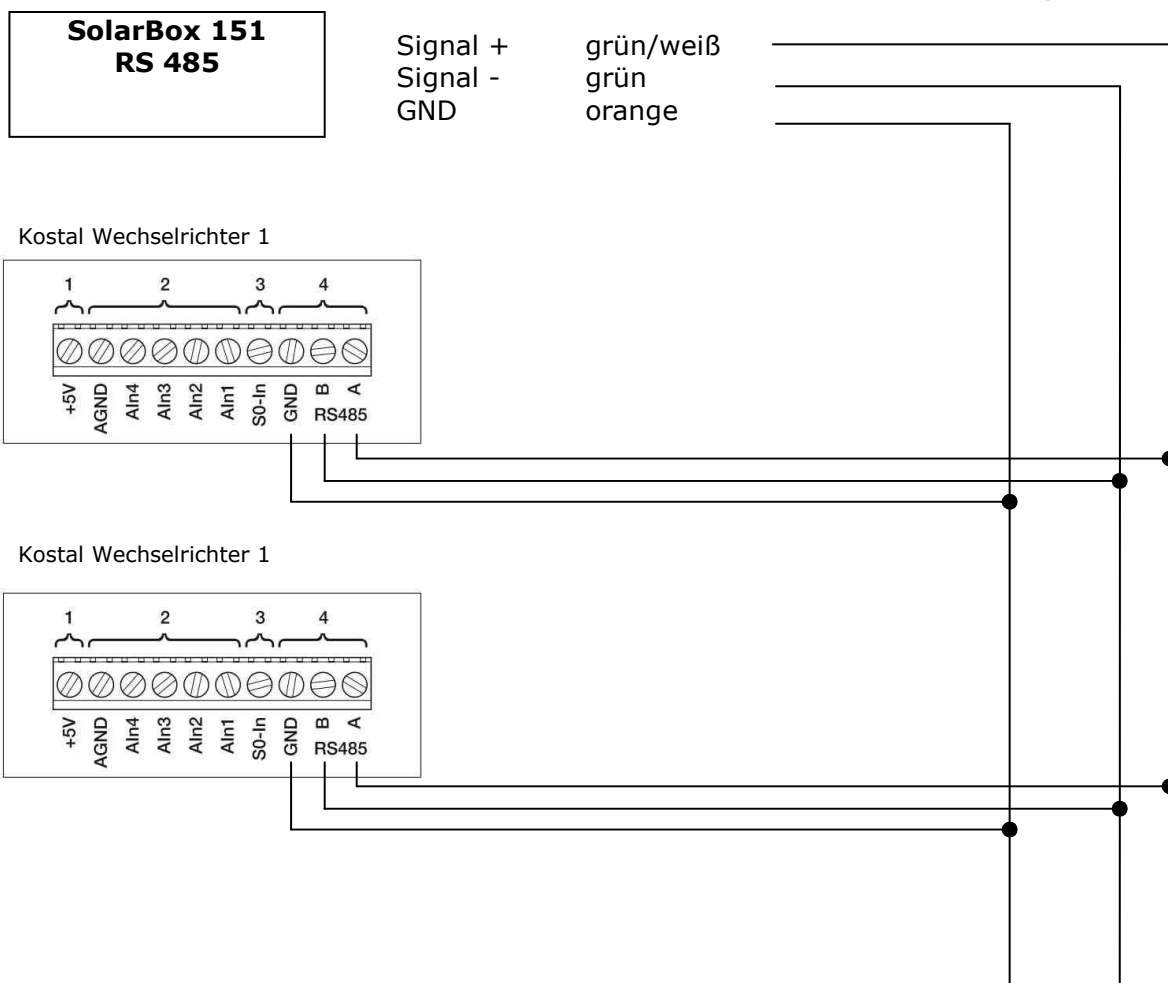 SolarBox 151
RS 485
Signal + grün/weiß
Signal - grün
GND orange
Kostal Wechselrichter 1
1 2 3 4
+5V AGND AIn4 AIn3 AIn2 AIn1 S0-In GND B A
RS485
Kostal Wechselrichter 1
1 2 3 4
+5V AGND AIn4 AIn3 AIn2 AIn1 S0-In GND B A
RS485